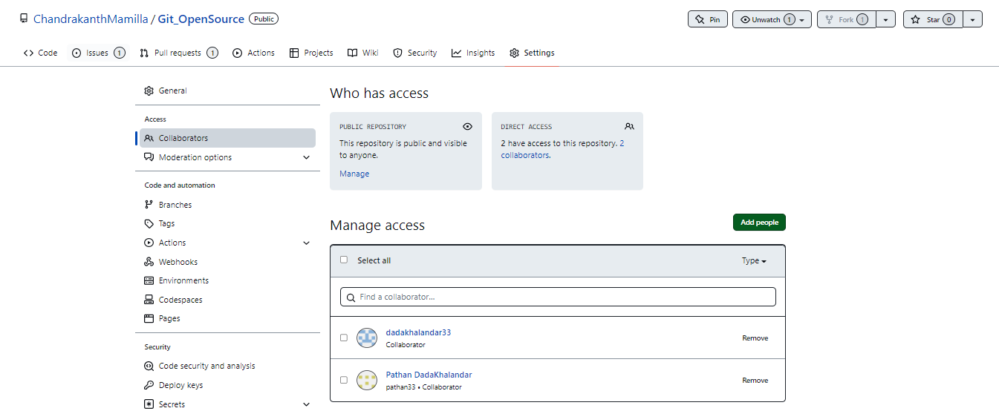 ChandrakanthMamilla / Git_OpenSource Public
Pin Unwatch 1 Fork 1 Star 0
Code Issues 1 Pull requests 1 Actions Projects Wiki Security Insights Settings
General
Access
Collaborators
Moderation options
Code and automation
Branches
Tags
Actions
Webhooks
Environments
Codespaces
Pages
Security
Code security and analysis
Deploy keys
Secrets
Who has access
PUBLIC REPOSITORY
This repository is public and visible
to anyone.
Manage
DIRECT ACCESS
2 have access to this repository. 2
collaborators.
Manage access
Add people
Select all
Type
Find a collaborator...
dadakhalandar33
Collaborator
Remove
Pathan DadaKhalandar
pathan33 • Collaborator
Remove